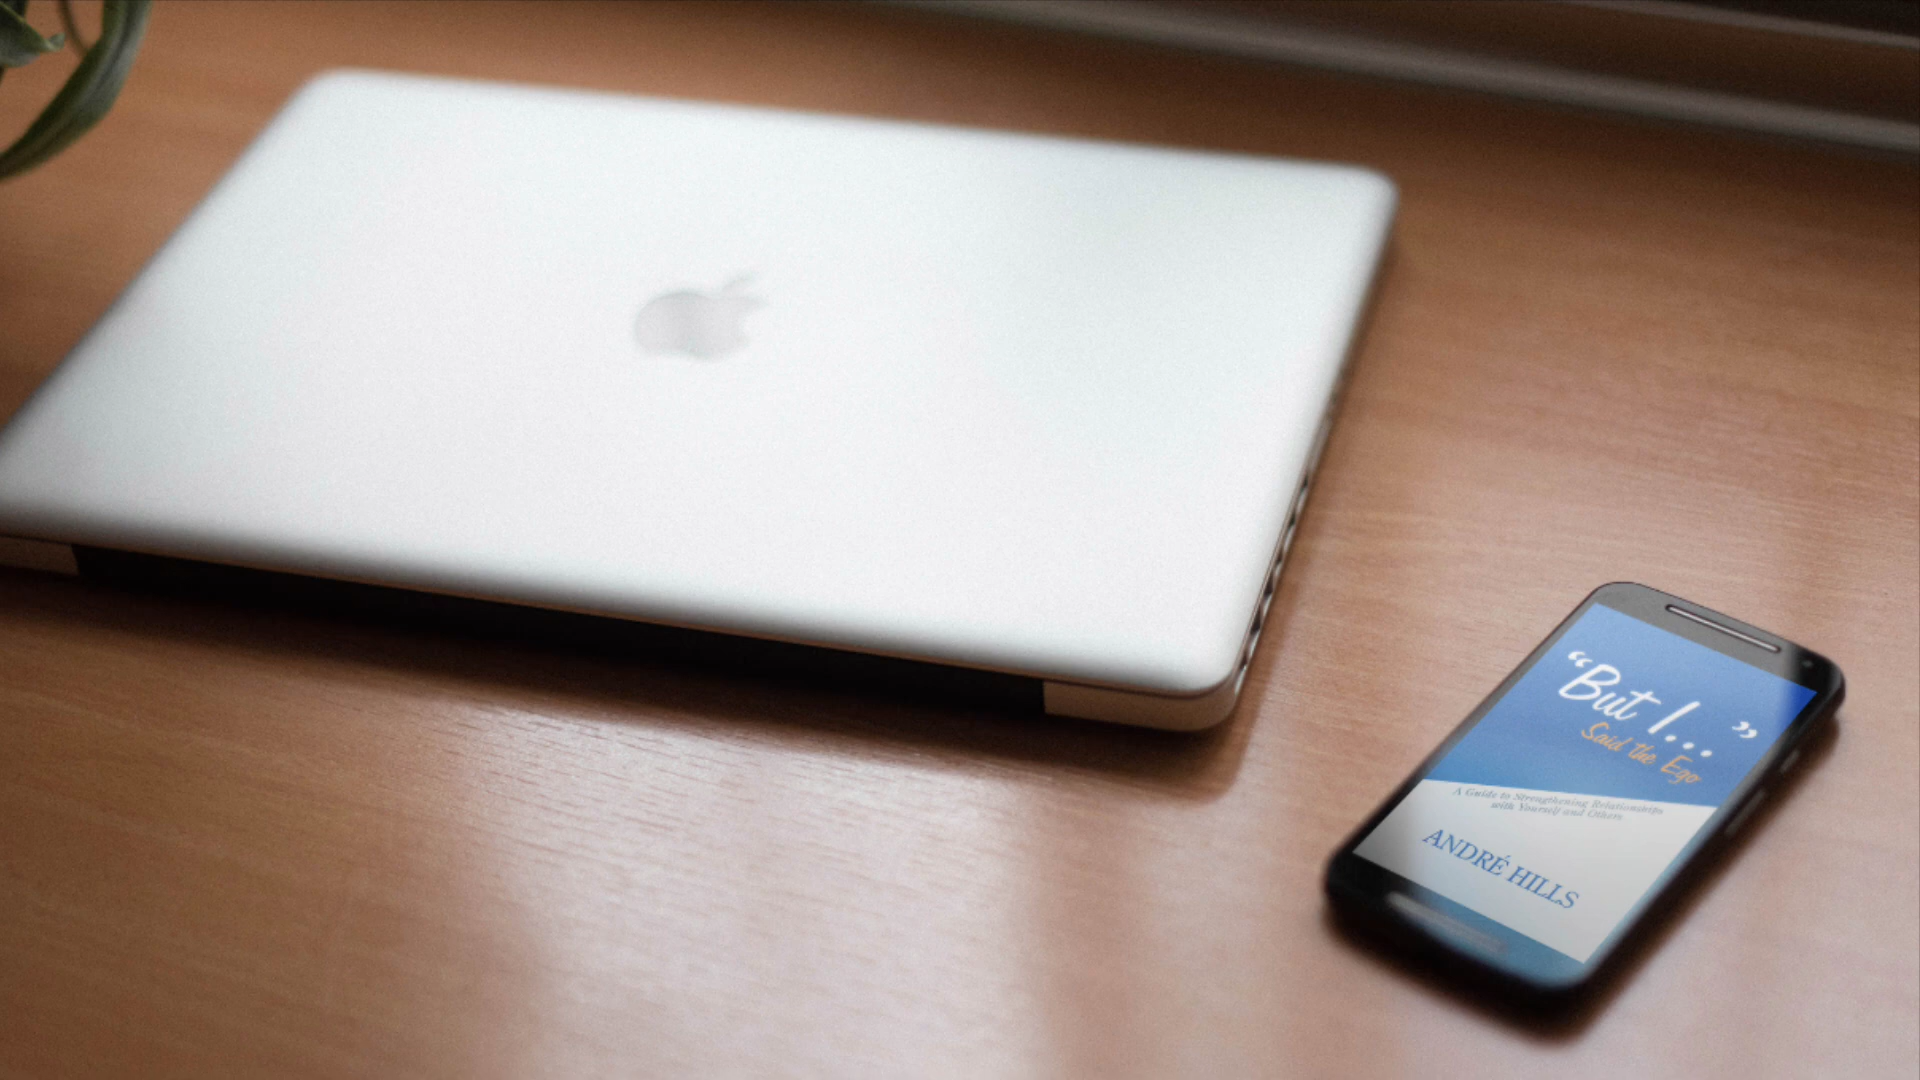 “But I... ”
Said the Ego
A Guide to Strengthening Relationships
with Yourself and Others
ANDRÉ HILLS